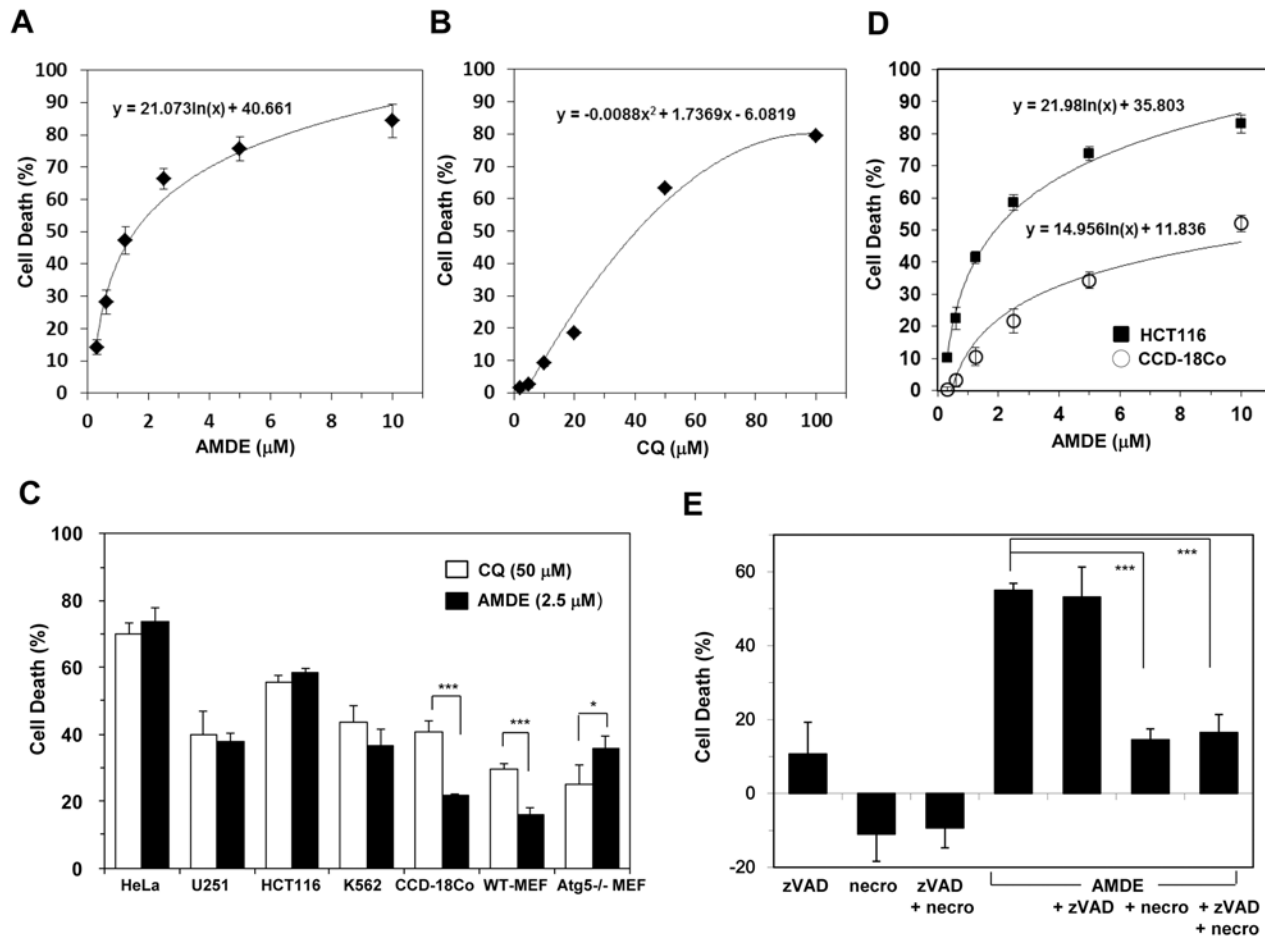 A
100
90
80
70
60
50
40
30
20
10
0
Cell Death (%)
y = 21.073ln(x) + 40.661
0 2 4 6 8 10
AMDE (μM)
B
100
90
80
70
60
50
40
30
20
10
0
Cell Death (%)
y = -0.0088x² + 1.7369x - 6.0819
0 20 40 60 80 100
CQ (μM)
D
100
90
80
70
60
50
40
30
20
10
0
Cell Death (%)
y = 21.98ln(x) + 35.803
y = 14.956ln(x) + 11.836
HCT116
CCD-18Co
0 2 4 6 8 10
AMDE (μM)
C
100
80
60
40
20
0
Cell Death (%)
CQ (50 μM)
AMDE (2.5 μM)
***
***
*
HeLa U251 HCT116 K562 CCD-18Co WT-MEF Atg5-/- MEF
E
60
40
20
0
-20
Cell Death (%)
***
***
zVAD necro zVAD AMDE
+ necro + zVAD + necro + zVAD
+ necro